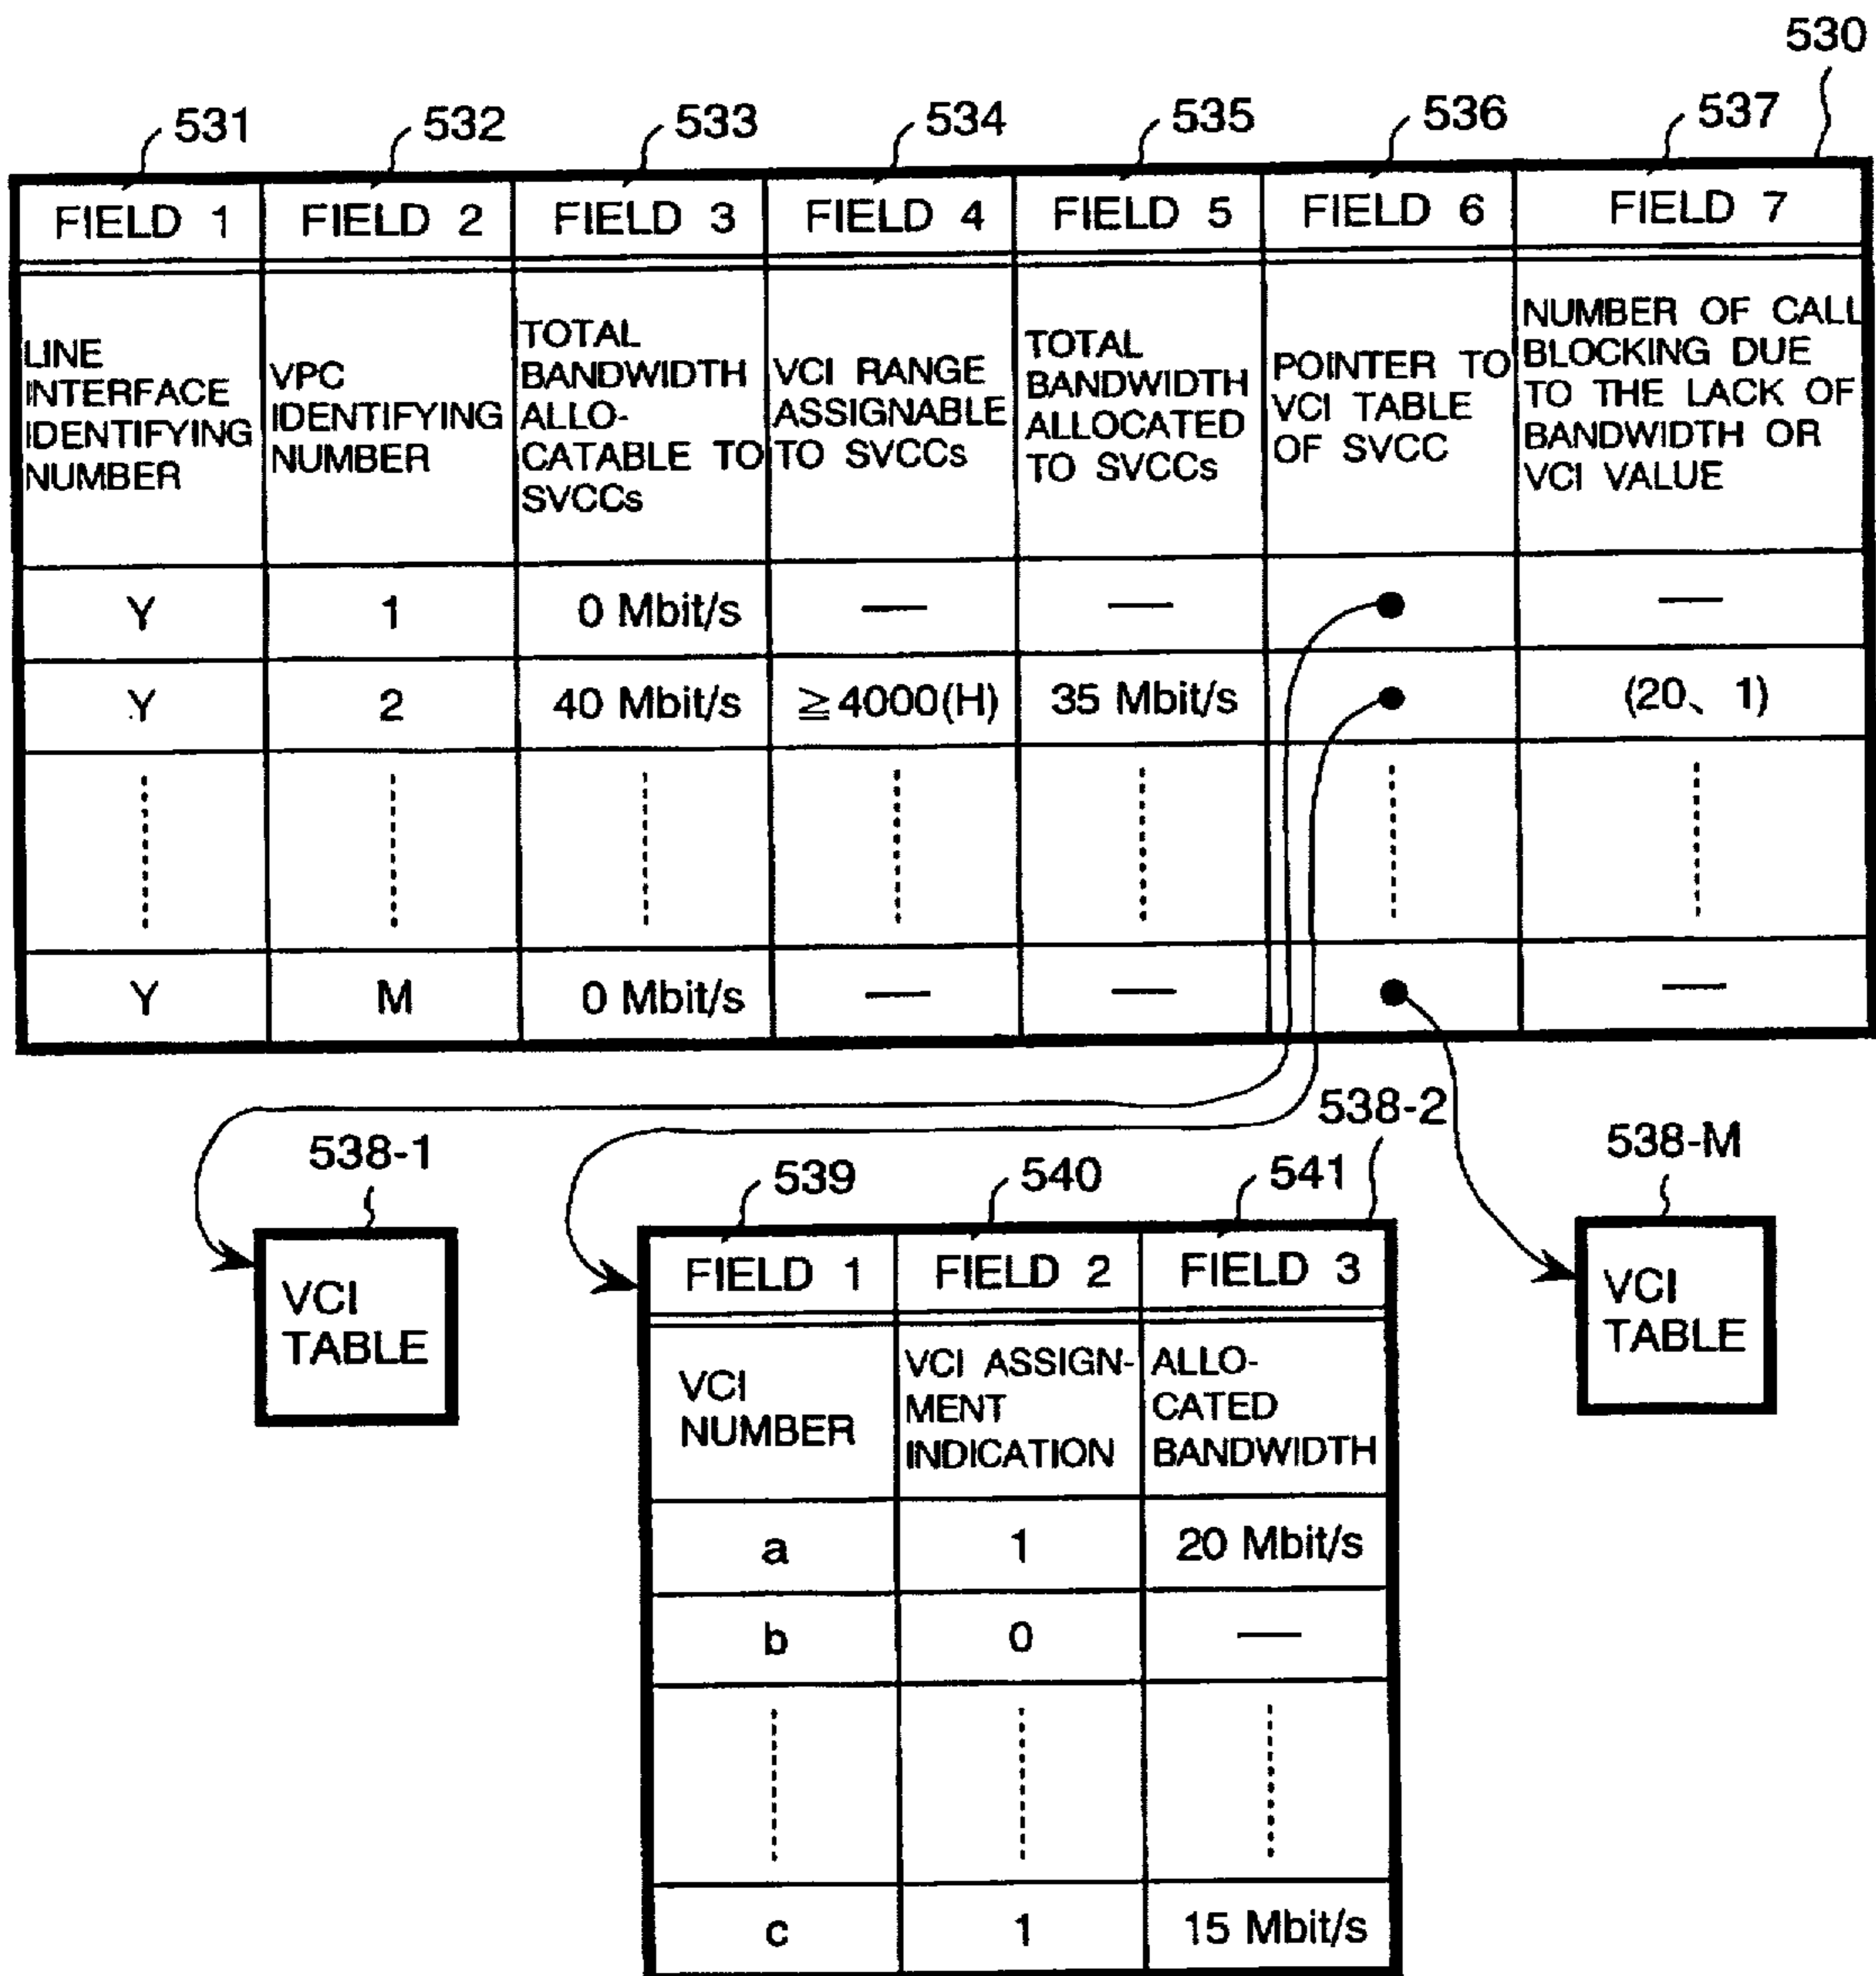 530
531 532 533 534 535 536 537
FIELD 1 FIELD 2 FIELD 3 FIELD 4 FIELD 5 FIELD 6 FIELD 7
LINE
INTERFACE
IDENTIFYING
NUMBER
VPC
IDENTIFYING
NUMBER
TOTAL
BANDWIDTH
ALLO-
CATABLE TO
SVCCs
VCI RANGE
ASSIGNABLE
TO SVCCs
TOTAL
BANDWIDTH
ALLOCATED
TO SVCCs
POINTER TO
VCI TABLE
OF SVCC
NUMBER OF CALL
BLOCKING DUE
TO THE LACK OF
BANDWIDTH OR
VCI VALUE
Y 1 0 Mbit/s — — —
Y 2 40 Mbit/s ≧4000(H) 35 Mbit/s (20、1)
Y M 0 Mbit/s — — —
538-1
VCI
TABLE
538-2
539 540 541
FIELD 1 FIELD 2 FIELD 3
VCI
NUMBER
VCI ASSIGN-
MENT
INDICATION
ALLO-
CATED
BANDWIDTH
a 1 20 Mbit/s
b 0 —
c 1 15 Mbit/s
538-M
VCI
TABLE